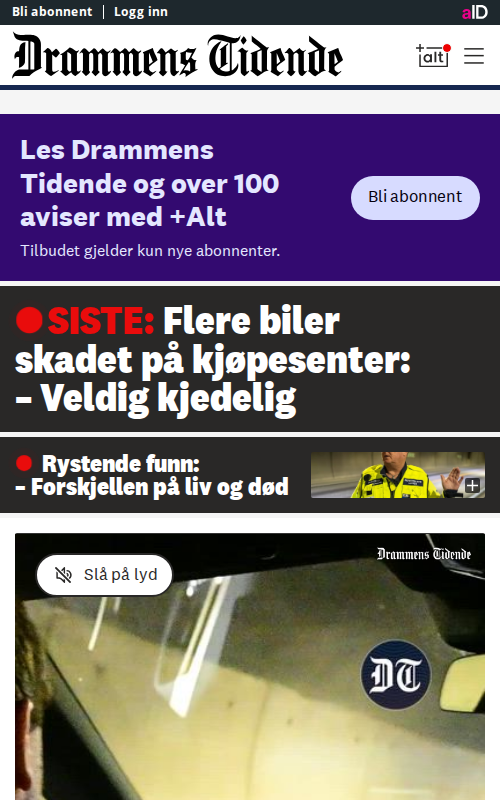 Bli abonnent | Logg inn
aID
Drammens Tidende
+alt
Les Drammens
Tidende og over 100
aviser med +Alt
Bli abonnent
Tilbudet gjelder kun nye abonnenter.
SISTE: Flere biler
skadet på kjøpesenter:
– Veldig kjedelig
Rystende funn:
– Forskjellen på liv og død
Drammens Tidende
Slå på lyd
DT